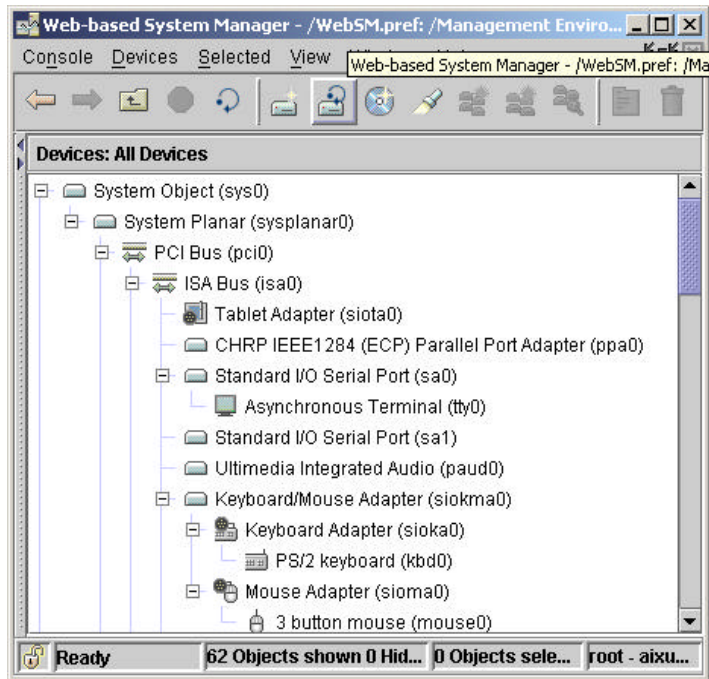 Web-based System Manager - /WebSM.pref: /Management Enviro...
Console Devices Selected View
Web-based System Manager - /WebSM.pref: /Ma
Devices: All Devices
System Object (sys0)
System Planar (sysplanar0)
PCI Bus (pci0)
ISA Bus (isa0)
Tablet Adapter (siota0)
CHRP IEEE1284 (ECP) Parallel Port Adapter (ppa0)
Standard I/O Serial Port (sa0)
Asynchronous Terminal (tty0)
Standard I/O Serial Port (sa1)
Ultimedia Integrated Audio (paud0)
Keyboard/Mouse Adapter (siokma0)
Keyboard Adapter (sioka0)
PS/2 keyboard (kbd0)
Mouse Adapter (sioma0)
3 button mouse (mouse0)
Ready 62 Objects shown 0 Hid... 0 Objects sele... root - aixu...